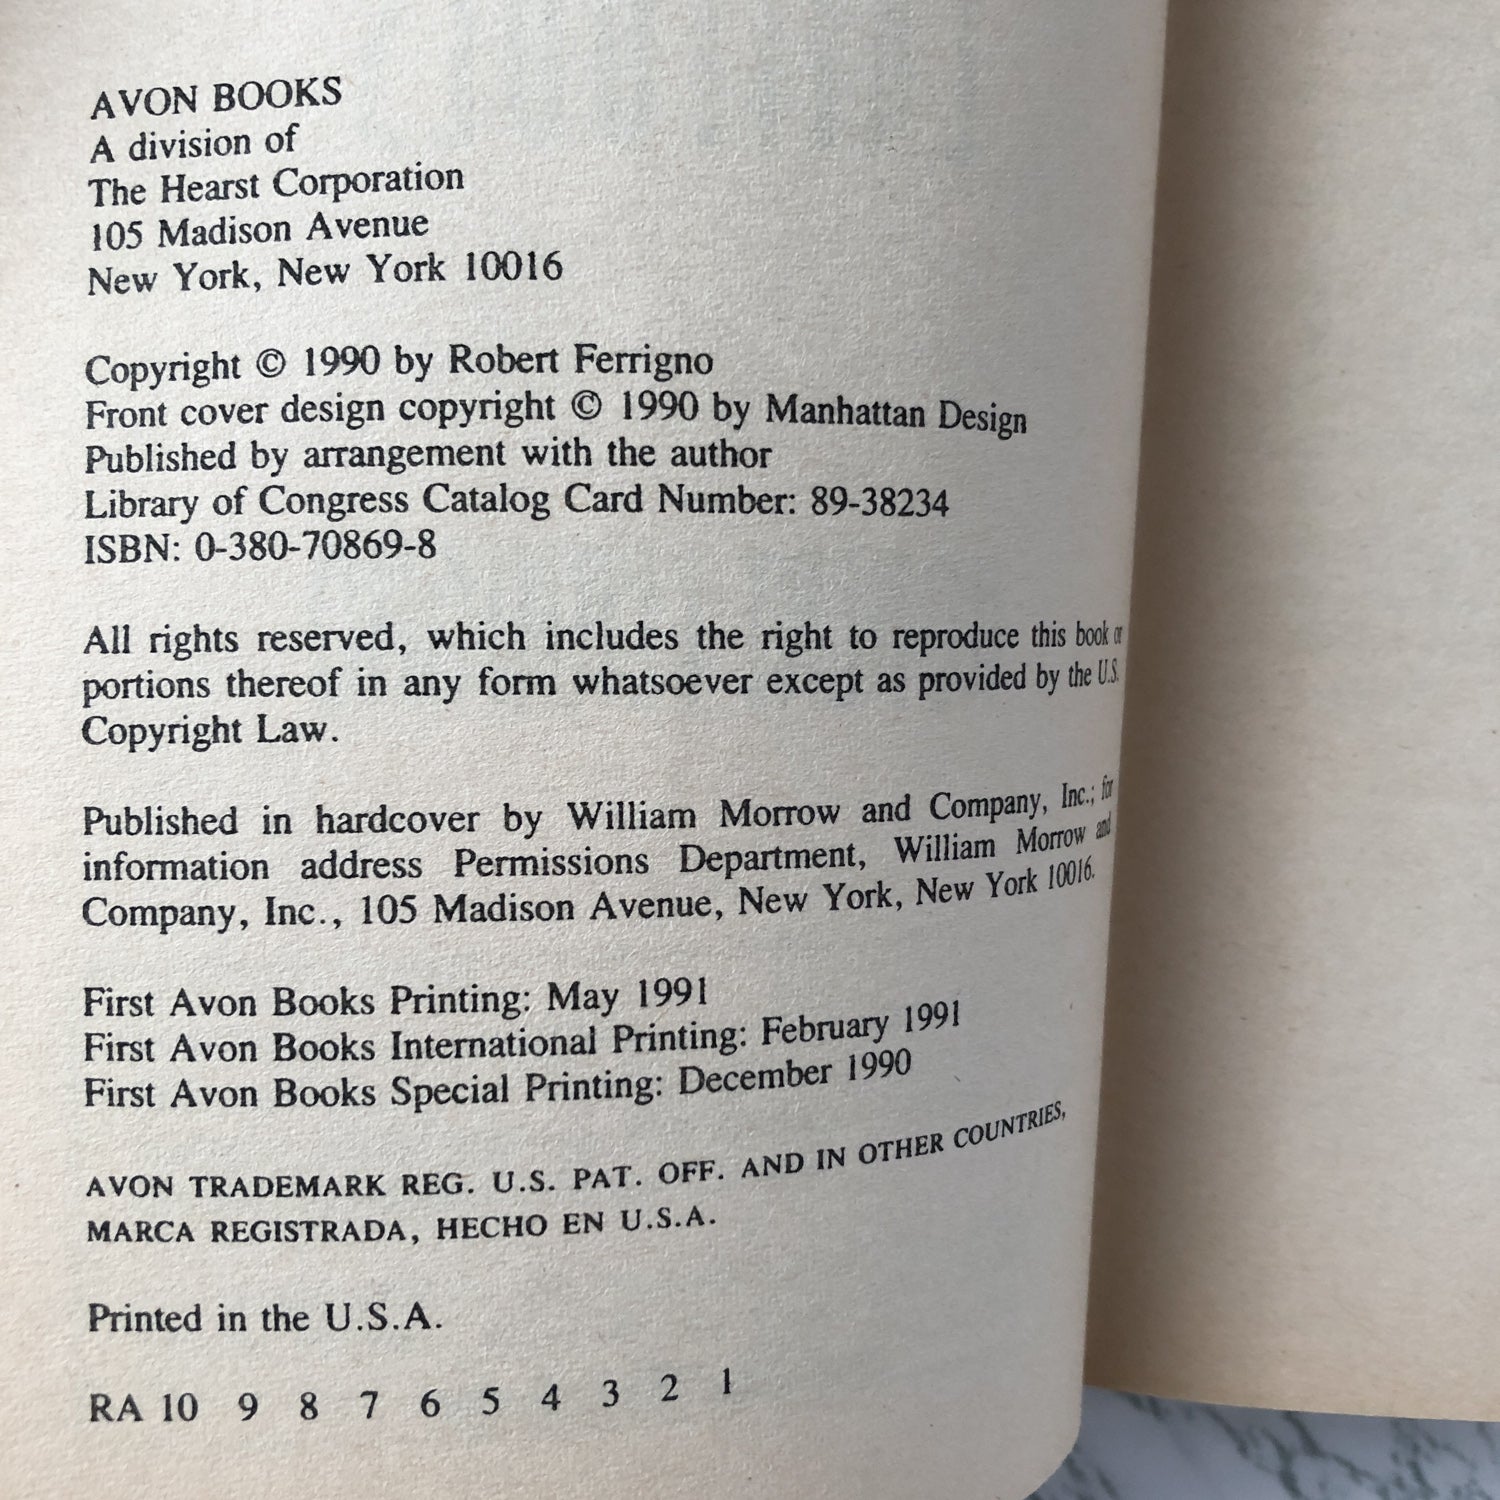 AVON BOOKS
A division of
The Hearst Corporation
105 Madison Avenue
New York, New York 10016
Copyright © 1990 by Robert Ferrigno
Front cover design copyright © 1990 by Manhattan Design
Published by arrangement with the author
Library of Congress Catalog Card Number: 89-38234
ISBN: 0-380-70869-8
All rights reserved, which includes the right to reproduce this book or
portions thereof in any form whatsoever except as provided by the U.S.
Copyright Law.
Published in hardcover by William Morrow and Company, Inc.; for
information address Permissions Department, William Morrow and
Company, Inc., 105 Madison Avenue, New York, New York 10016.
First Avon Books Printing: May 1991
First Avon Books International Printing: February 1991
First Avon Books Special Printing: December 1990
AVON TRADEMARK REG. U.S. PAT. OFF. AND IN OTHER COUNTRIES,
MARCA REGISTRADA, HECHO EN U.S.A.
Printed in the U.S.A.
RA 10 9 8 7 6 5 4 3 2 1